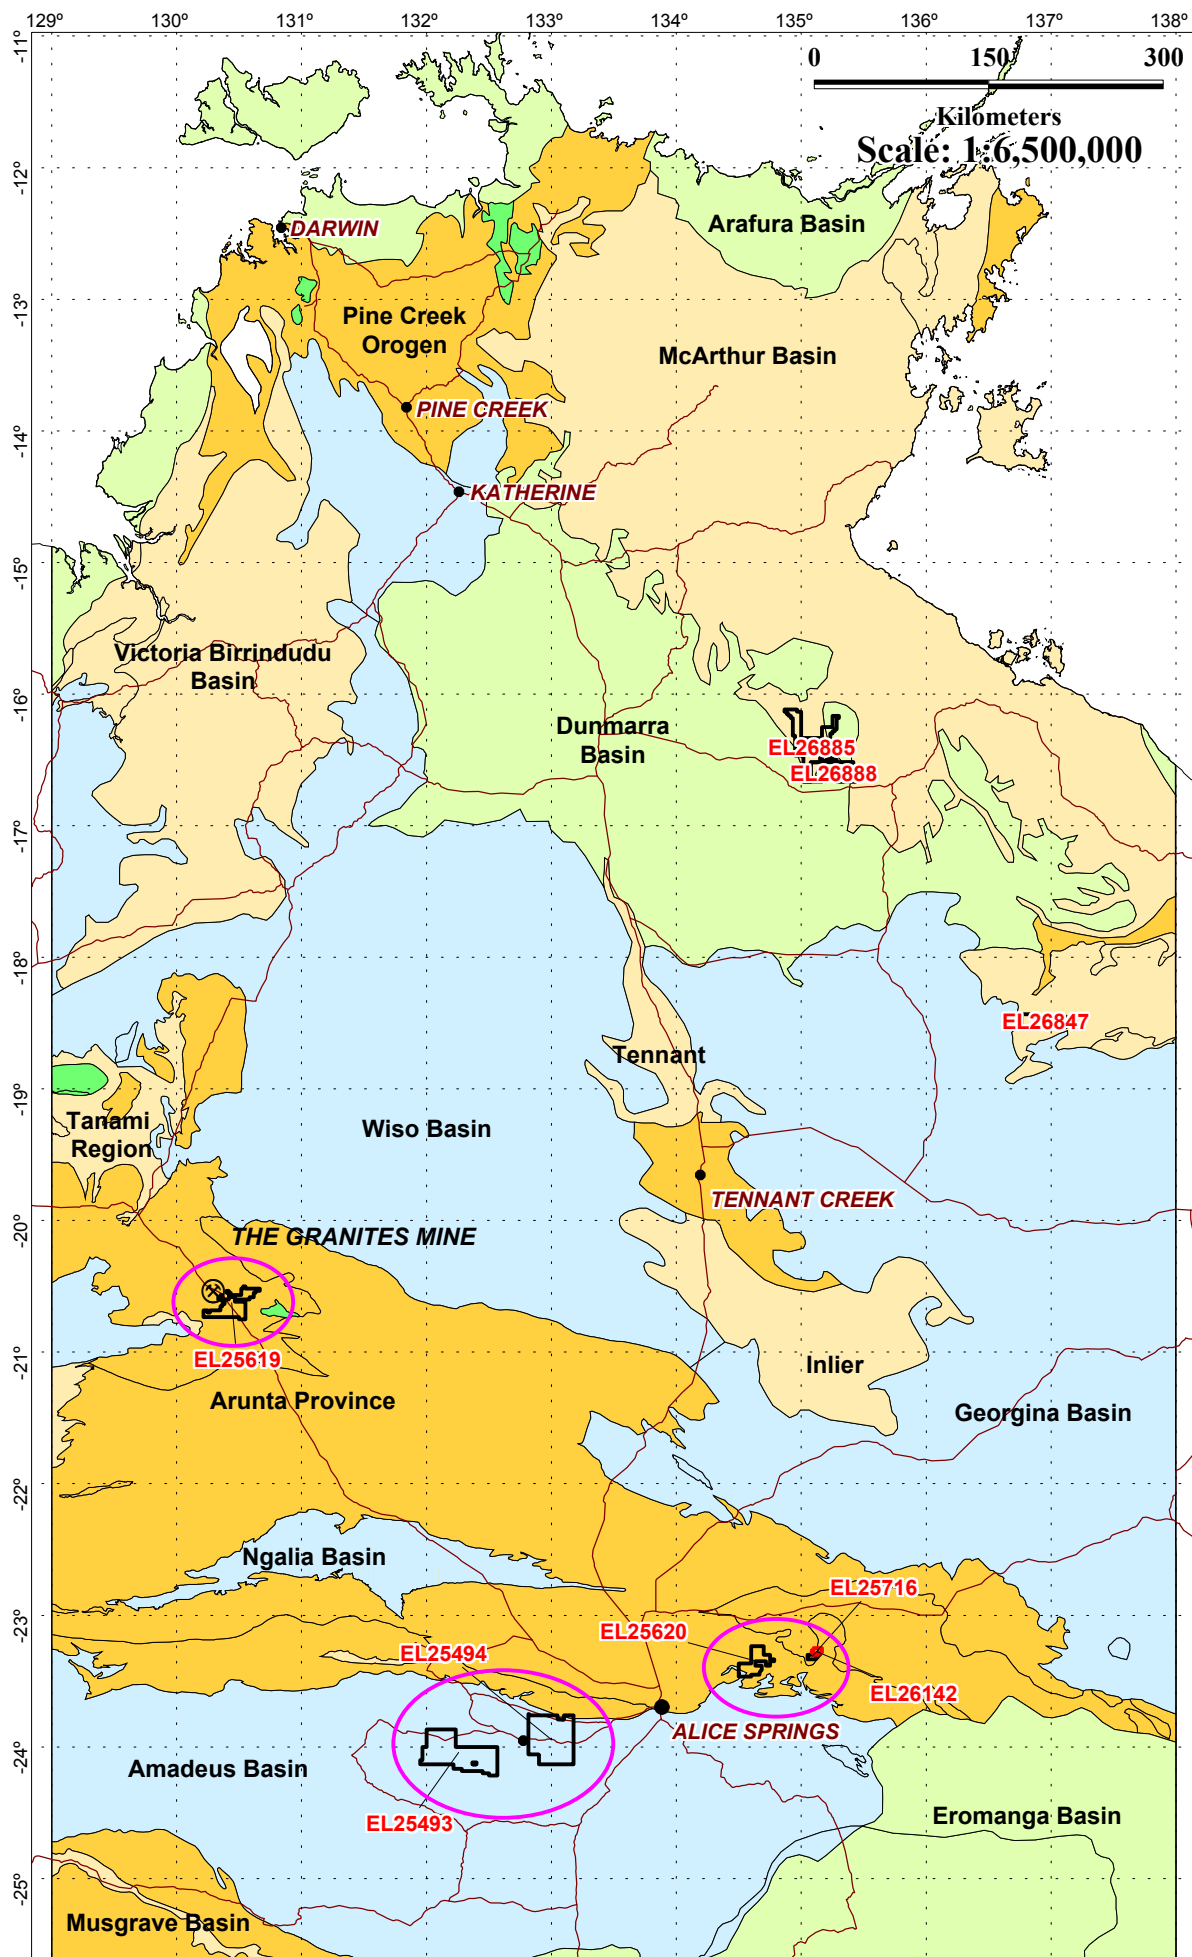 129° 130° 131° 132° 133° 134° 135° 136° 137° 138°
-11°
0 150 300
Kilometers
Scale: 1:6,500,000
-12°
Arafura Basin
DARWIN
-13°
Pine Creek
Orogen
McArthur Basin
PINE CREEK
-14°
KATHERINE
-15°
Victoria Birrindudu
Basin
-16°
Dunmarra
Basin
EL26885
EL26888
-17°
-18°
EL26847
Tennant
-19°
Tanami
Region
Wiso Basin
TENNANT CREEK
-20°
THE GRANITES MINE
-21°
EL25619
Inlier
Arunta Province
Georgina Basin
-22°
Ngalia Basin
EL25716
-23°
EL25620
EL25494
EL26142
ALICE SPRINGS
-24°
Amadeus Basin
EL25493
Eromanga Basin
-25°
Musgrave Basin